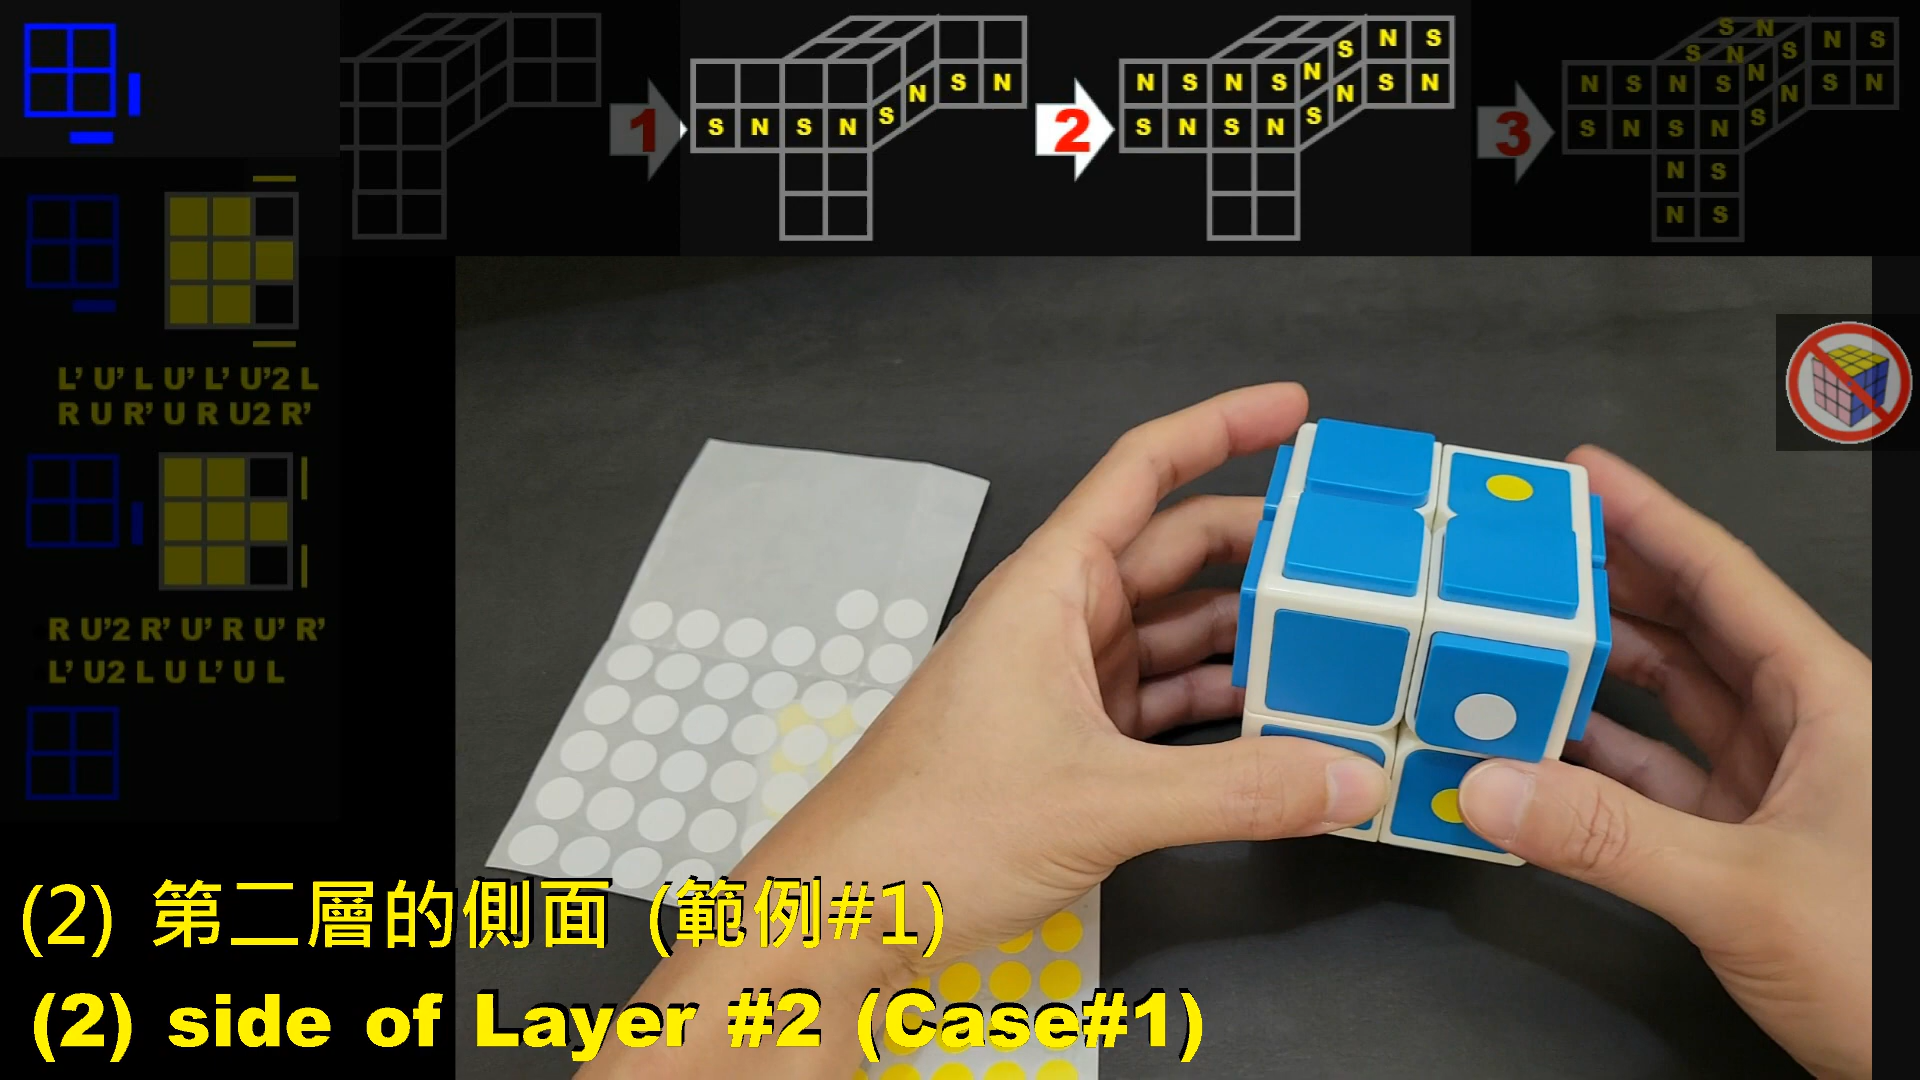 S N S N S N S N
1
N S N S N S N S
S N S N S N S N
2
S N
S N
N S N S N S N S
S N S N S N S N
N S
N S
3
L’ U’ L U’ L’ U’2 L
R U R’ U R U2 R’
R U’2 R’ U’ R U’ R’
L’ U2 L U L’ U L
(2) 第二層的側面 (範例#1)
(2) side of Layer #2 (Case#1)